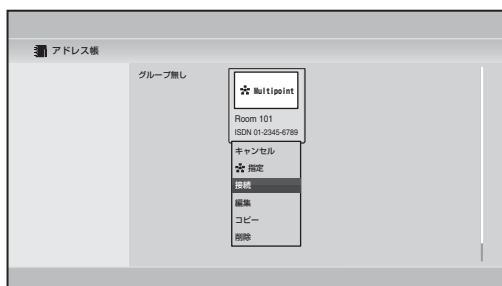 アドレス帳
グループ無し
Multipoint
Room 101
ISDN 01-2345-6789
キャンセル
指定
接続
編集
コピー
削除